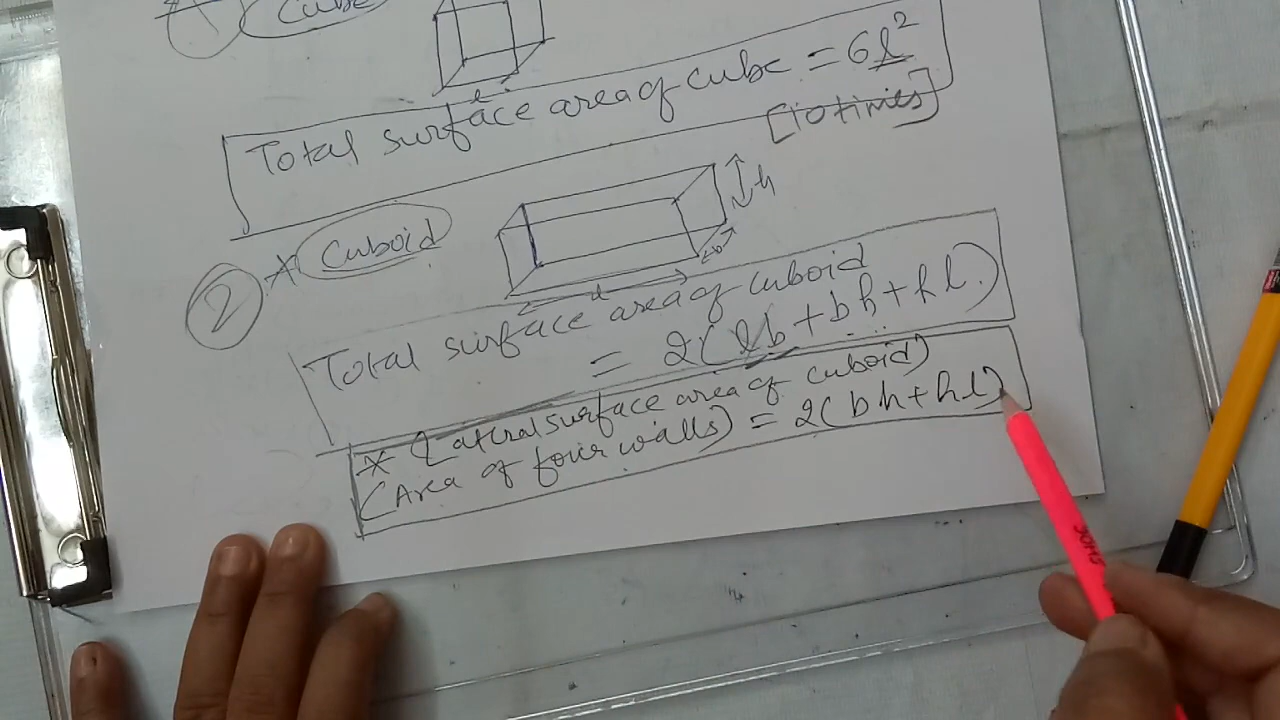 Cube
l
Total surface area of cube = 6l²
[10 times]
h
2 * Cuboid
b
l
Total surface area of cuboid
= 2(lb + bh + hl)
* (Lateral surface area of cuboid)
(Area of four walls) = 2(bh + hl)